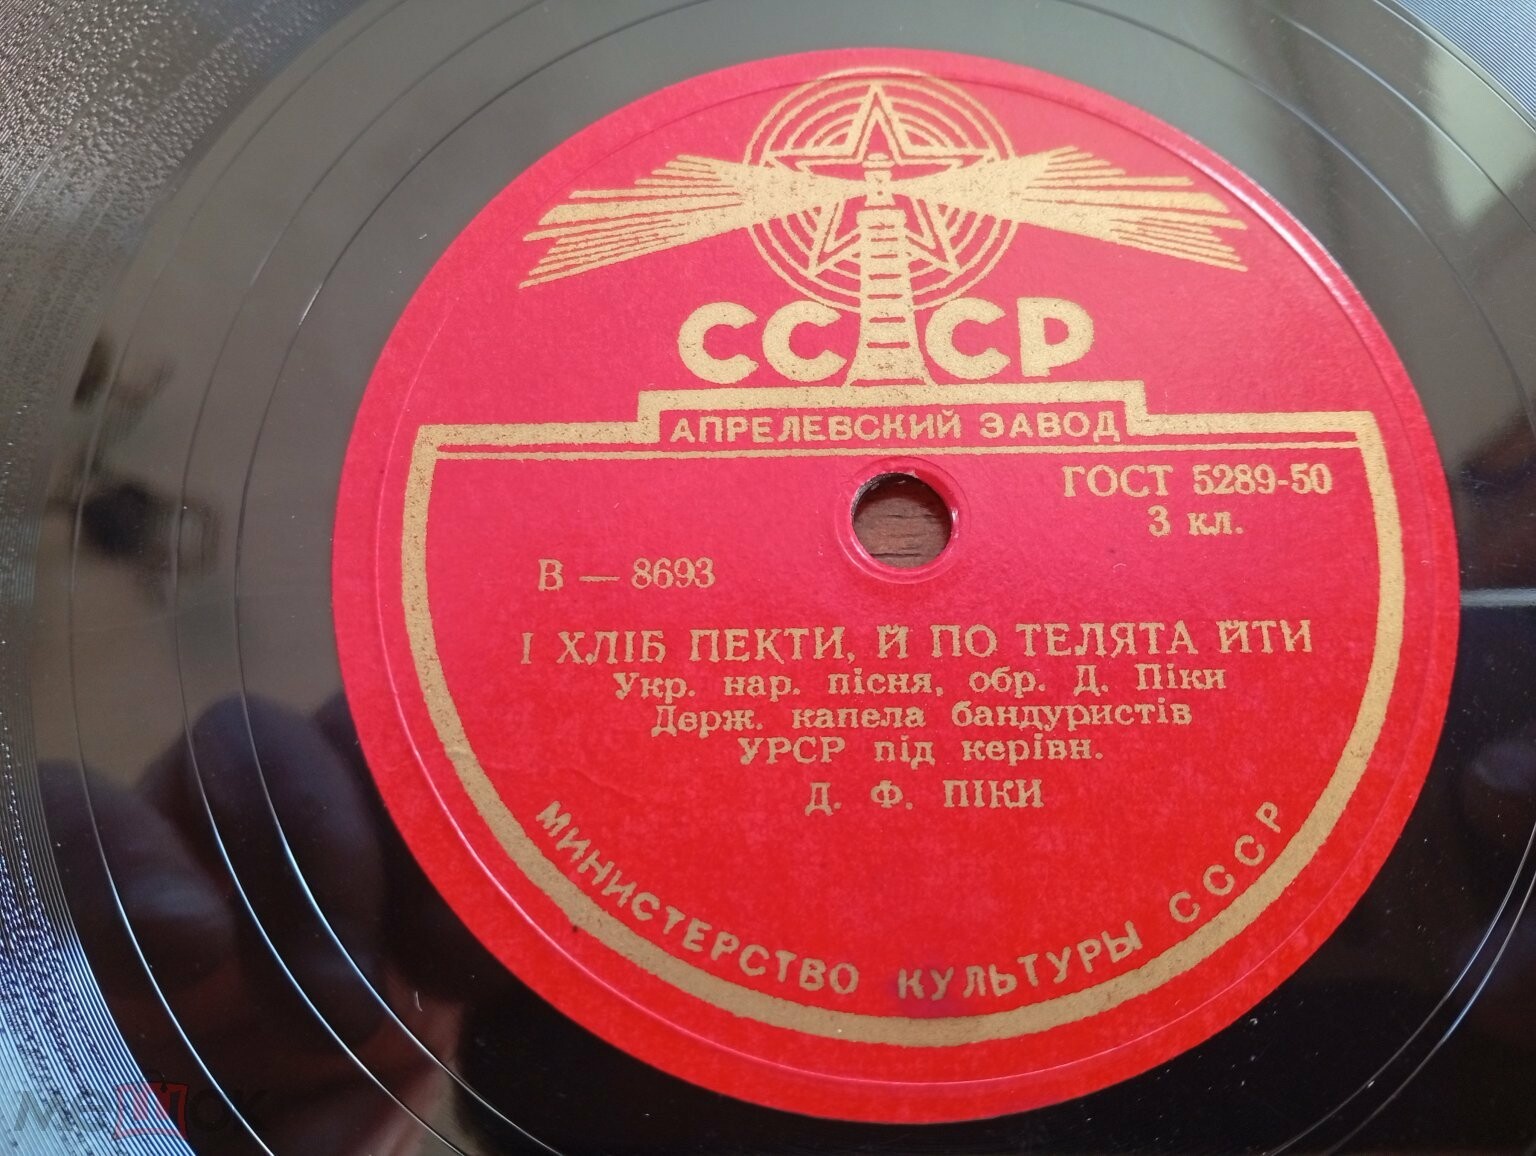 СССР
АПРЕЛЕВСКИЙ ЗАВОД
ГОСТ 5289-50
3 кл.
В — 8693
І ХЛІБ ПЕКТИ, Й ПО ТЕЛЯТА ЙТИ
Укр. нар. пісня, обр. Д. Піки
Держ. капела бандуристів
УРСР під керівн.
Д. Ф. ПІКИ
МИНИСТЕРСТВО КУЛЬТУРЫ СССР
мешок